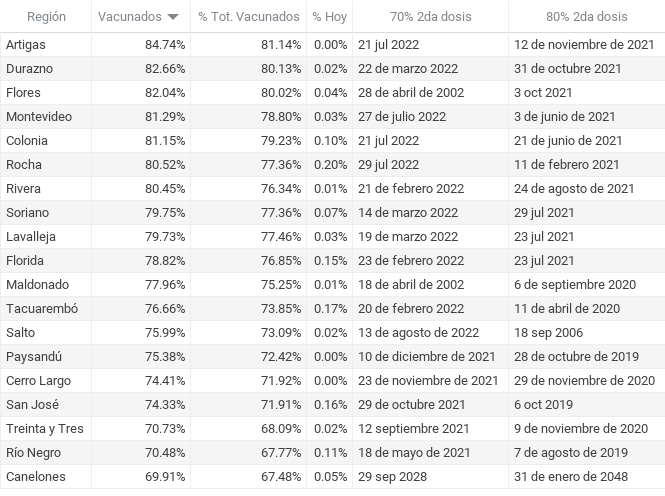 Región Vacunados % Tot. Vacunados % Hoy 70% 2da dosis 80% 2da dosis
Artigas 84.74% 81.14% 0.00% 21 jul 2022 12 de noviembre de 2021
Durazno 82.66% 80.13% 0.02% 22 de marzo 2022 31 de octubre 2021
Flores 82.04% 80.02% 0.04% 28 de abril de 2002 3 oct 2021
Montevideo 81.29% 78.80% 0.03% 27 de julio 2022 3 de junio de 2021
Colonia 81.15% 79.23% 0.10% 21 jul 2022 21 de junio de 2021
Rocha 80.52% 77.36% 0.20% 29 jul 2022 11 de febrero 2021
Rivera 80.45% 76.34% 0.01% 21 de febrero 2022 24 de agosto de 2021
Soriano 79.75% 77.36% 0.07% 14 de marzo 2022 29 jul 2021
Lavalleja 79.73% 77.46% 0.03% 19 de marzo 2022 23 jul 2021
Florida 78.82% 76.85% 0.15% 23 de febrero 2022 23 jul 2021
Maldonado 77.96% 75.25% 0.01% 18 de abril de 2002 6 de septiembre 2020
Tacuarembó 76.66% 73.85% 0.17% 20 de febrero 2022 11 de abril de 2020
Salto 75.99% 73.09% 0.02% 13 de agosto de 2022 18 sep 2006
Paysandú 75.38% 72.42% 0.00% 10 de diciembre de 2021 28 de octubre de 2019
Cerro Largo 74.41% 71.92% 0.00% 23 de noviembre de 2021 29 de noviembre de 2020
San José 74.33% 71.91% 0.16% 29 de octubre 2021 6 oct 2019
Treinta y Tres 70.73% 68.09% 0.02% 12 septiembre 2021 9 de noviembre de 2020
Río Negro 70.48% 67.77% 0.11% 18 de mayo de 2021 7 de agosto de 2019
Canelones 69.91% 67.48% 0.05% 29 sep 2028 31 de enero de 2048